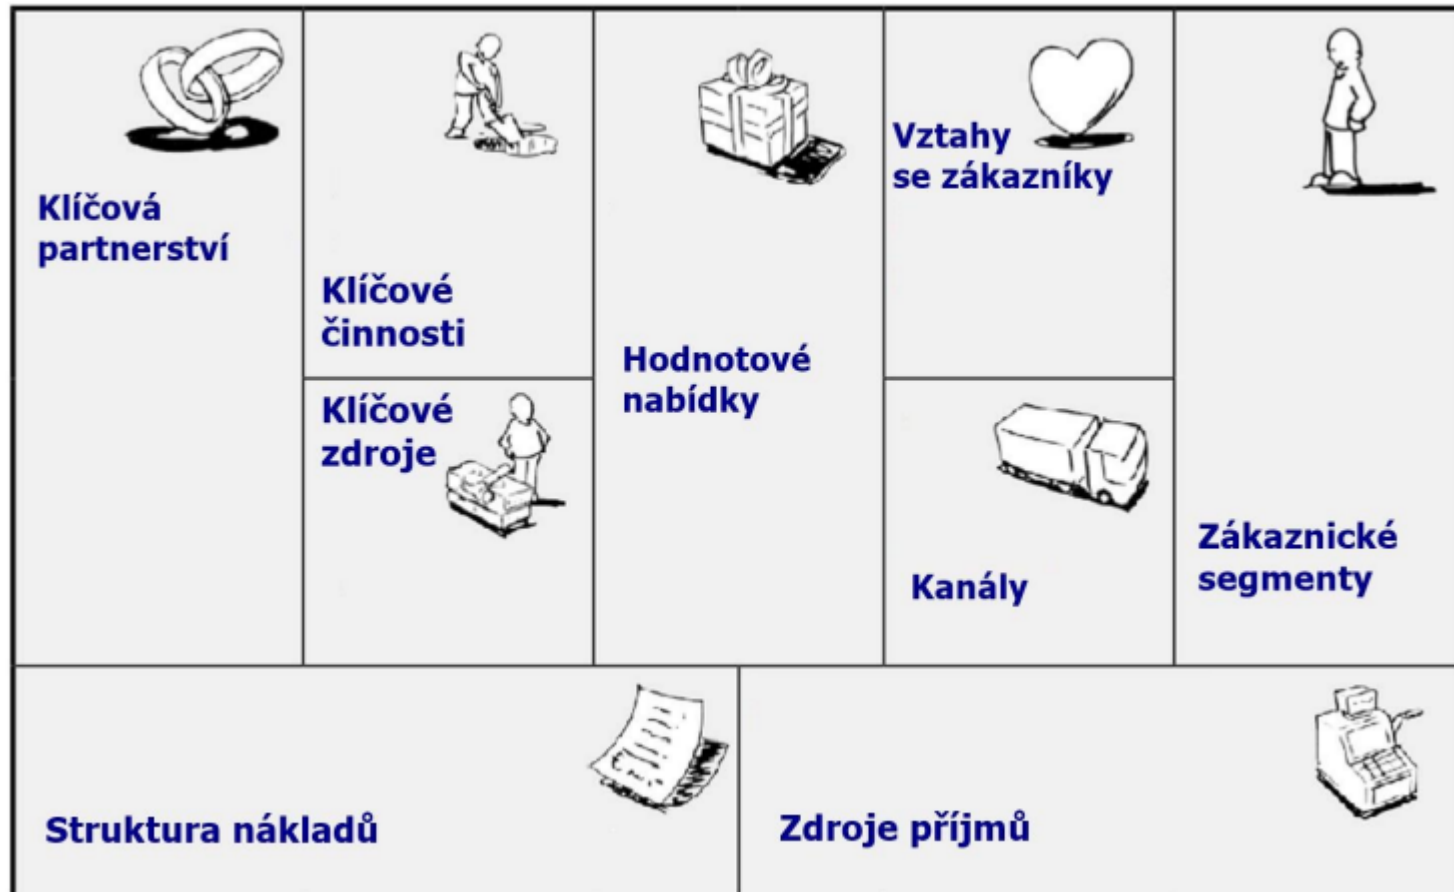 Klíčová
partnerství
Klíčové
činnosti
Klíčové
zdroje
Hodnotové
nabídky
Vztahy
se zákazníky
Kanály
Zákaznické
segmenty
Struktura nákladů
Zdroje příjmů